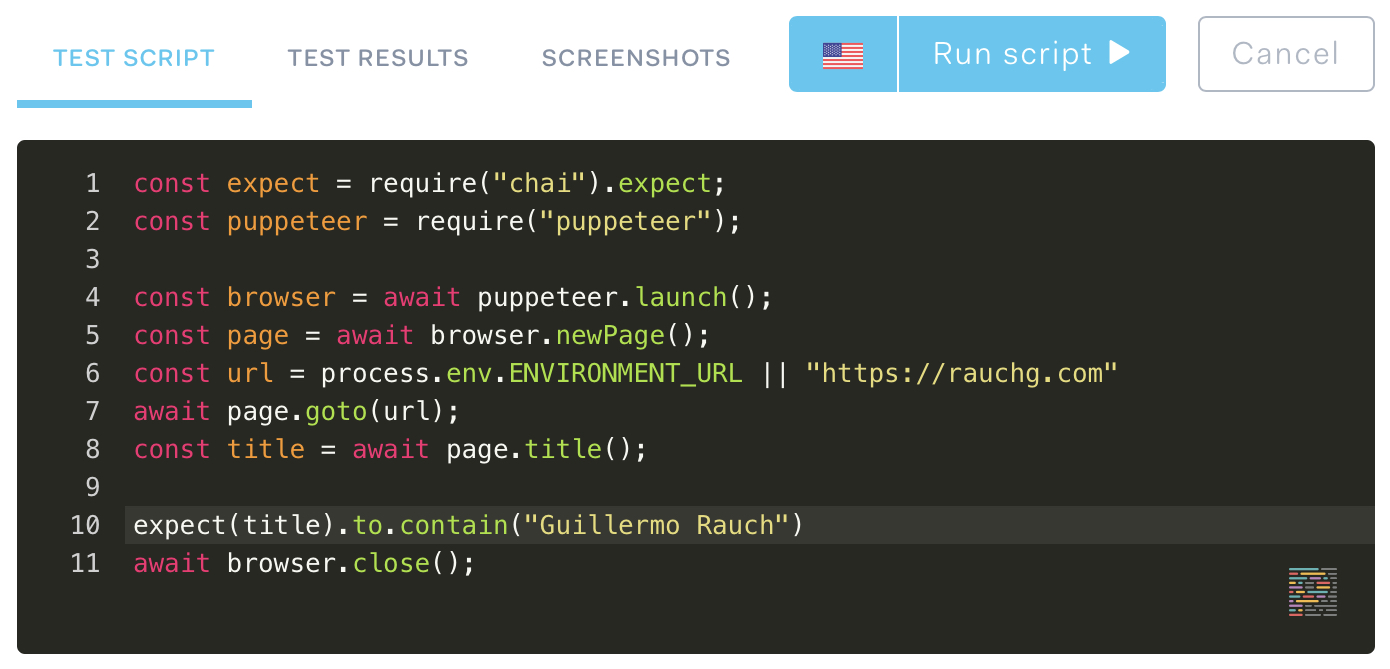 TEST SCRIPT TEST RESULTS SCREENSHOTS Run script Cancel
1 const expect = require("chai").expect;
2 const puppeteer = require("puppeteer");
3
4 const browser = await puppeteer.launch();
5 const page = await browser.newPage();
6 const url = process.env.ENVIRONMENT_URL || "https://rauchg.com"
7 await page.goto(url);
8 const title = await page.title();
9
10 expect(title).to.contain("Guillermo Rauch")
11 await browser.close();